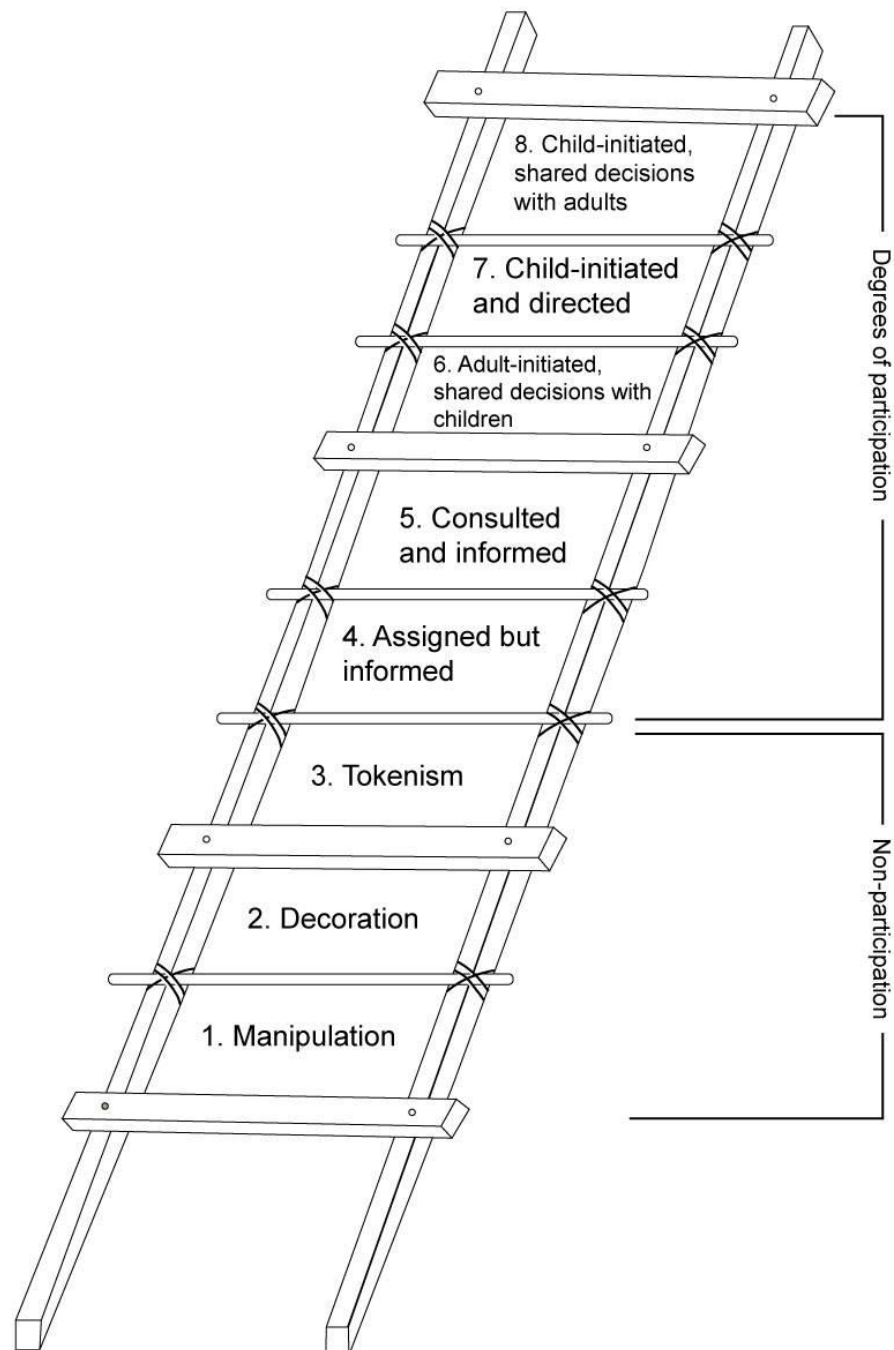 8. Child-initiated,
shared decisions
with adults
7. Child-initiated
and directed
6. Adult-initiated,
shared decisions with
children
5. Consulted
and informed
4. Assigned but
informed
3. Tokenism
2. Decoration
1. Manipulation
Degrees of participation
Non-participation